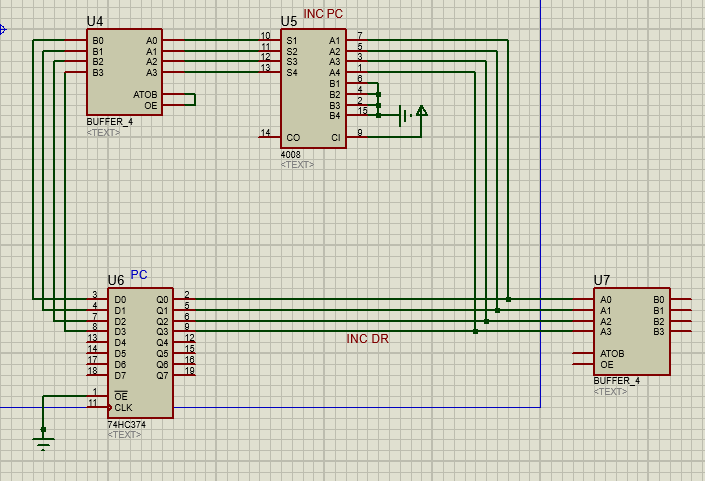 U4
B0 A0
B1 A1
B2 A2
B3 A3
ATOB
OE
BUFFER_4
<TEXT>
INC PC
U5
10 S1 A1 7
11 S2 A2 5
12 S3 A3 3
13 S4 A4 1
B1 6
B2 4
B3 2
B4 15
14 CO CI 9
4008
<TEXT>
U6 PC
3 D0 Q0 2
4 D1 Q1 5
7 D2 Q2 6
8 D3 Q3 9
13 D4 Q4 12
14 D5 Q5 15
17 D6 Q6 16
18 D7 Q7 19
1 OE
11 CLK
74HC374
<TEXT>
INC DR
U7
A0 B0
A1 B1
A2 B2
A3 B3
ATOB
OE
BUFFER_4
<TEXT>